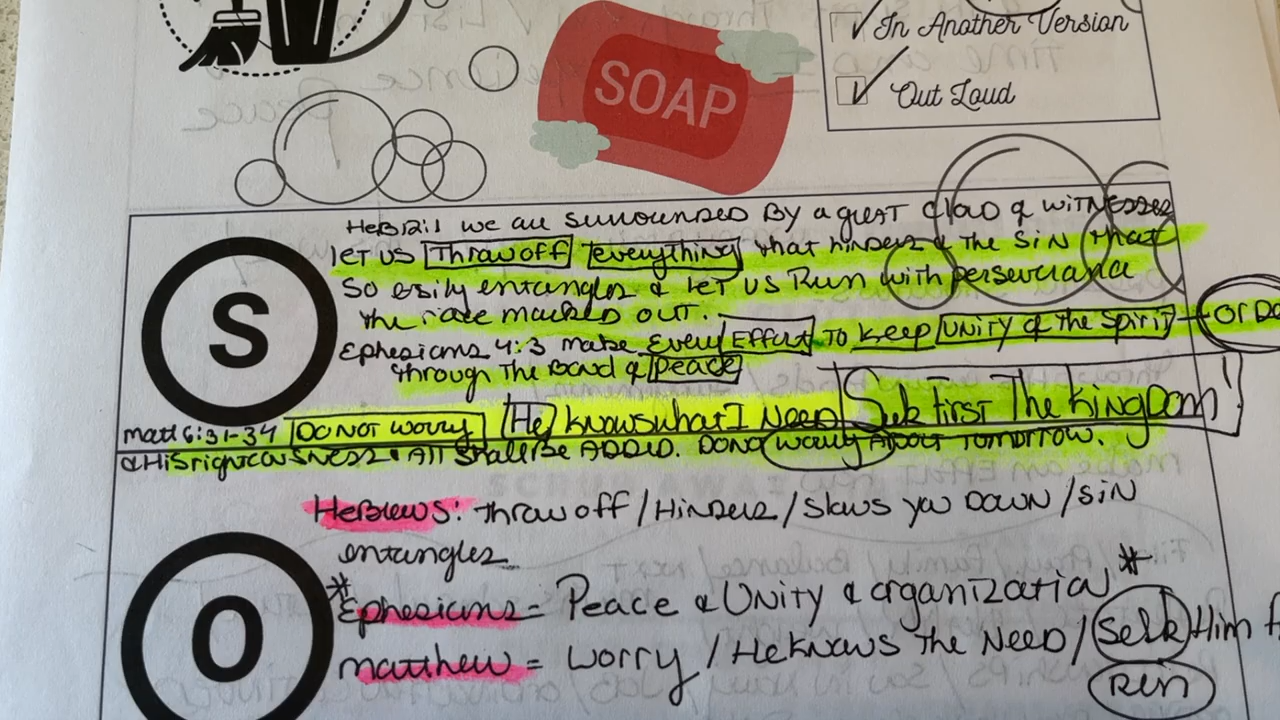 In Another Version
SOAP
Out Loud
HeB 12:1 we are surrounded By a great cloud & witnesses
let us Throw off everything that hinders & the sin that
S
So easily entangles & let us Run with
the race marked out.
Ephesians 4:3 make Every Effort to keep unity of the spirit
through the Bond of peace
matt 6:31-34 Do not worry He knows what I Need Seek First The Kingdom!
& His righteousness & All shall be ADDED. DO NO worry About Tomorrow.
Hebrews: throw off / Hinders / slows you Down / sin
entangles
O
* Ephesians = Peace & Unity & organization *
matthew = worry / He knows the Need / Seek Him
Run